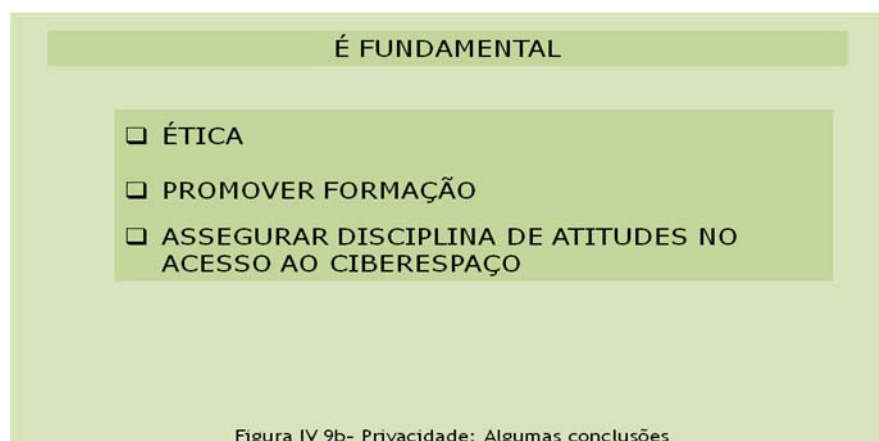 É FUNDAMENTAL
❑ ÉTICA
❑ PROMOVER FORMAÇÃO
❑ ASSEGURAR DISCIPLINA DE ATITUDES NO
ACESSO AO CIBERESPAÇO
Figura IV 9b- Privacidade: Algumas conclusões